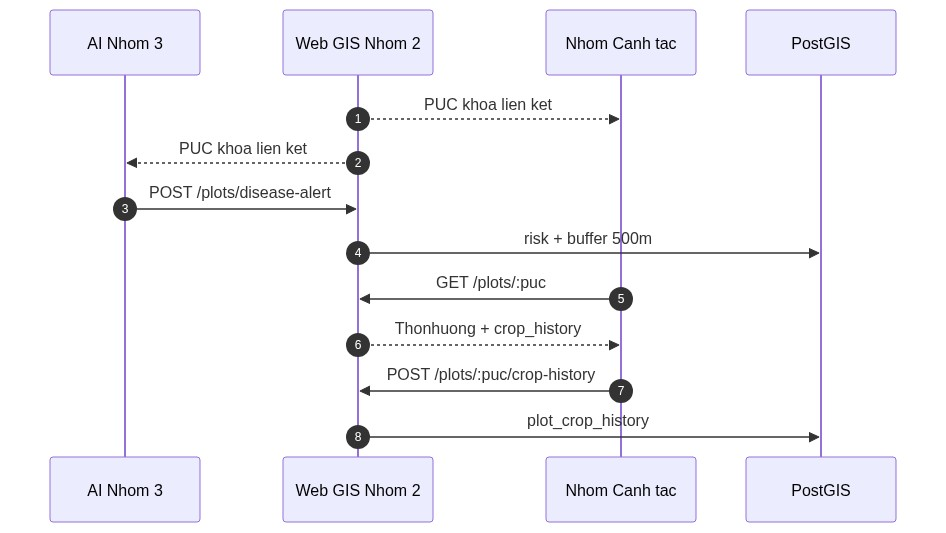 AI Nhom 3
Web GIS Nhom 2
Nhom Canh tac
PostGIS
PUC khoa lien ket
1
PUC khoa lien ket
2
POST /plots/disease-alert
3
risk + buffer 500m
4
GET /plots/:puc
5
Thonhuong + crop_history
6
POST /plots/:puc/crop-history
7
plot_crop_history
8
AI Nhom 3
Web GIS Nhom 2
Nhom Canh tac
PostGIS